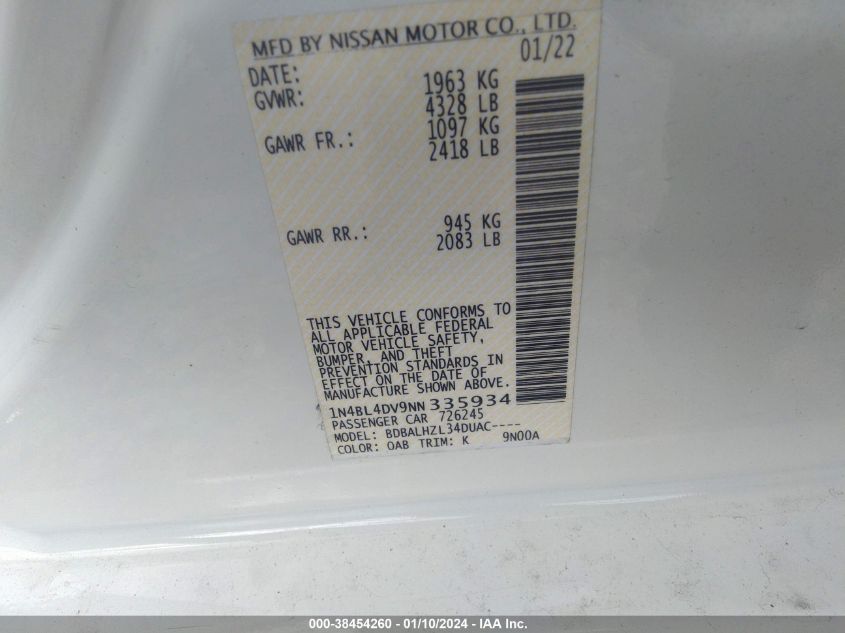 MFD BY NISSAN MOTOR CO., LTD.
DATE: 01/22
GVWR: 1963 KG
4328 LB
GAWR FR.: 1097 KG
2418 LB
GAWR RR.: 945 KG
2083 LB
THIS VEHICLE CONFORMS TO
ALL APPLICABLE FEDERAL
MOTOR VEHICLE SAFETY,
BUMPER, AND THEFT
PREVENTION STANDARDS IN
EFFECT ON THE DATE OF
MANUFACTURE SHOWN ABOVE.
1N4BL4DV9NN 335934
PASSENGER CAR 726245
MODEL: BDBALHZL34DUAC----
COLOR: QAB TRIM: K 9N00A
000-38454260 - 01/10/2024 - IAA Inc.